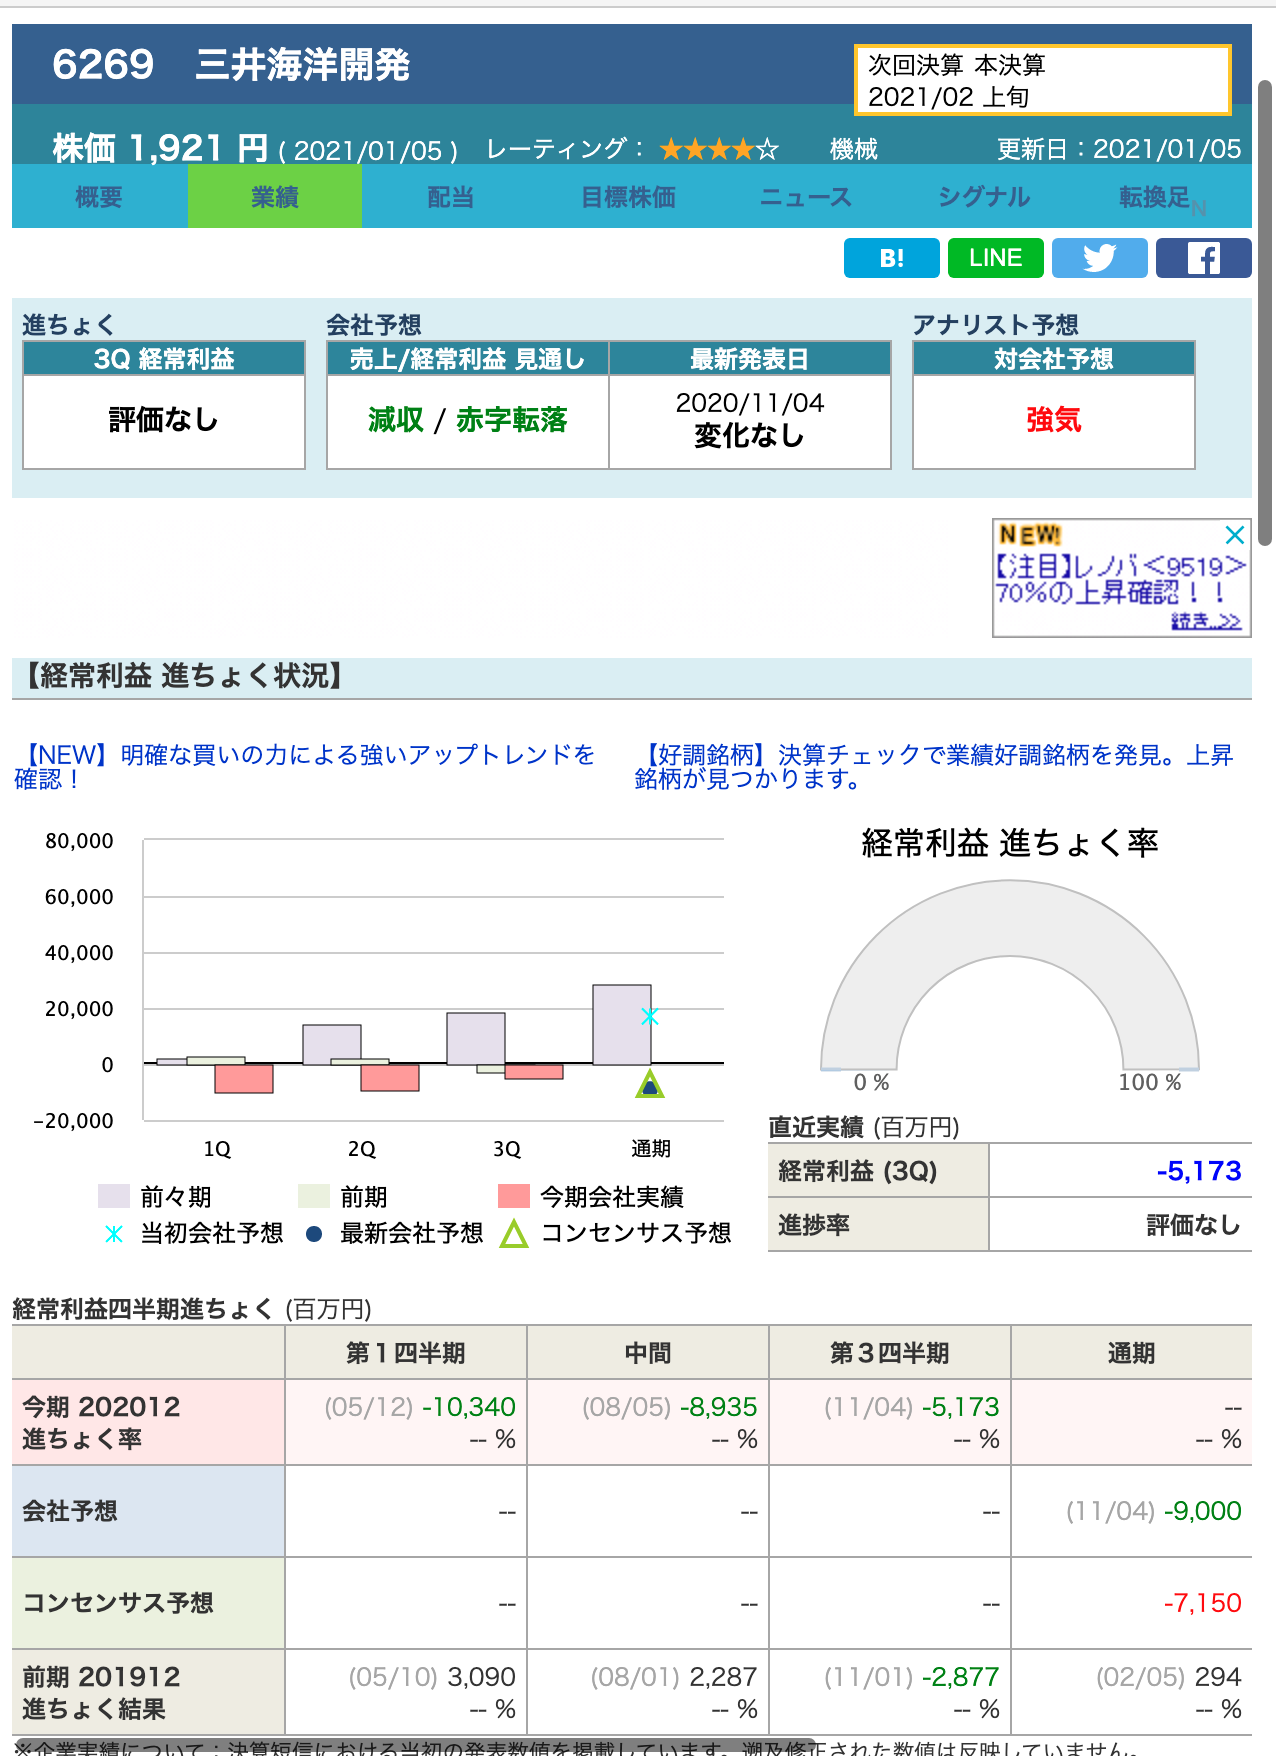 6269 三井海洋開発
次回決算 本決算
2021/02 上旬
株価 1,921 円 ( 2021/01/05 ) レーティング： ★★★★☆ 機械 更新日：2021/01/05
概要 業績 配当 目標株価 ニュース シグナル 転換足 N
B! LINE
進ちょく 会社予想 アナリスト予想
3Q 経常利益 売上/経常利益 見通し 最新発表日 対会社予想
評価なし 減収 / 赤字転落 2020/11/04 変化なし 強気
NEW!
【注目】レノバ<9519>
70%の上昇確認！！
続き..>>
【経常利益 進ちょく状況】
【NEW】明確な買いの力による強いアップトレンドを
確認！
【好調銘柄】決算チェックで業績好調銘柄を発見。上昇
銘柄が見つかります。
80,000
60,000
40,000
20,000
0
−20,000
1Q 2Q 3Q 通期
前々期 前期 今期会社実績
当初会社予想 最新会社予想 コンセンサス予想
経常利益 進ちょく率
0 % 100 %
直近実績 (百万円)
経常利益 (3Q) -5,173
進捗率 評価なし
経常利益四半期進ちょく (百万円)
第１四半期 中間 第３四半期 通期
今期 202012 (05/12) -10,340 (08/05) -8,935 (11/04) -5,173 --
進ちょく率 -- % -- % -- % -- %
会社予想 -- -- -- (11/04) -9,000
コンセンサス予想 -- -- -- -7,150
前期 201912 (05/10) 3,090 (08/01) 2,287 (11/01) -2,877 (02/05) 294
進ちょく結果 -- % -- % -- % -- %
※企業実績について：決算短信における当初の発表数値を掲載しています。遡及修正された数値は反映していません。